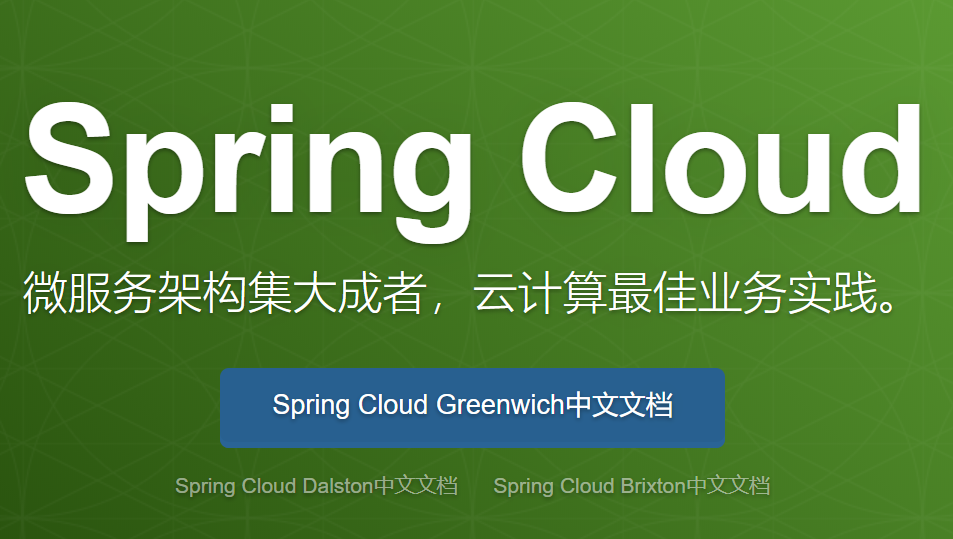 Spring Cloud
微服务架构集大成者，云计算最佳业务实践。
Spring Cloud Greenwich中文文档
Spring Cloud Dalston中文文档 Spring Cloud Brixton中文文档